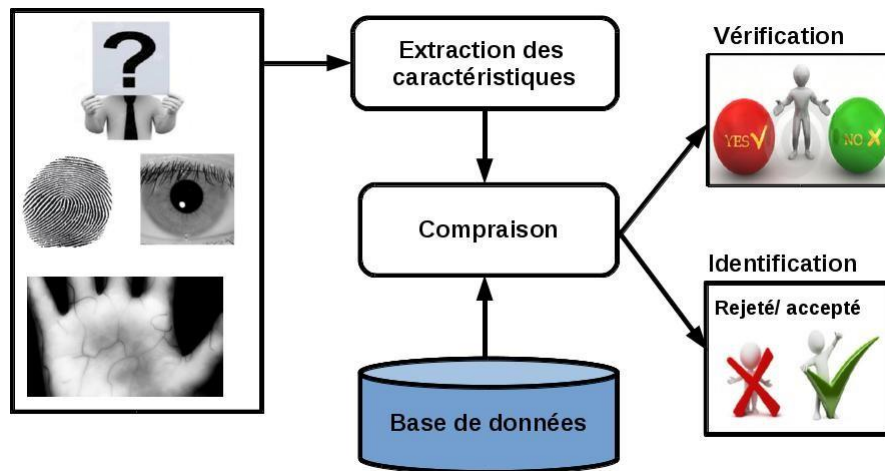 ?
Extraction des
caractéristiques
Vérification
YES
NO
Compraison
Identification
Rejeté/ accepté
Base de données